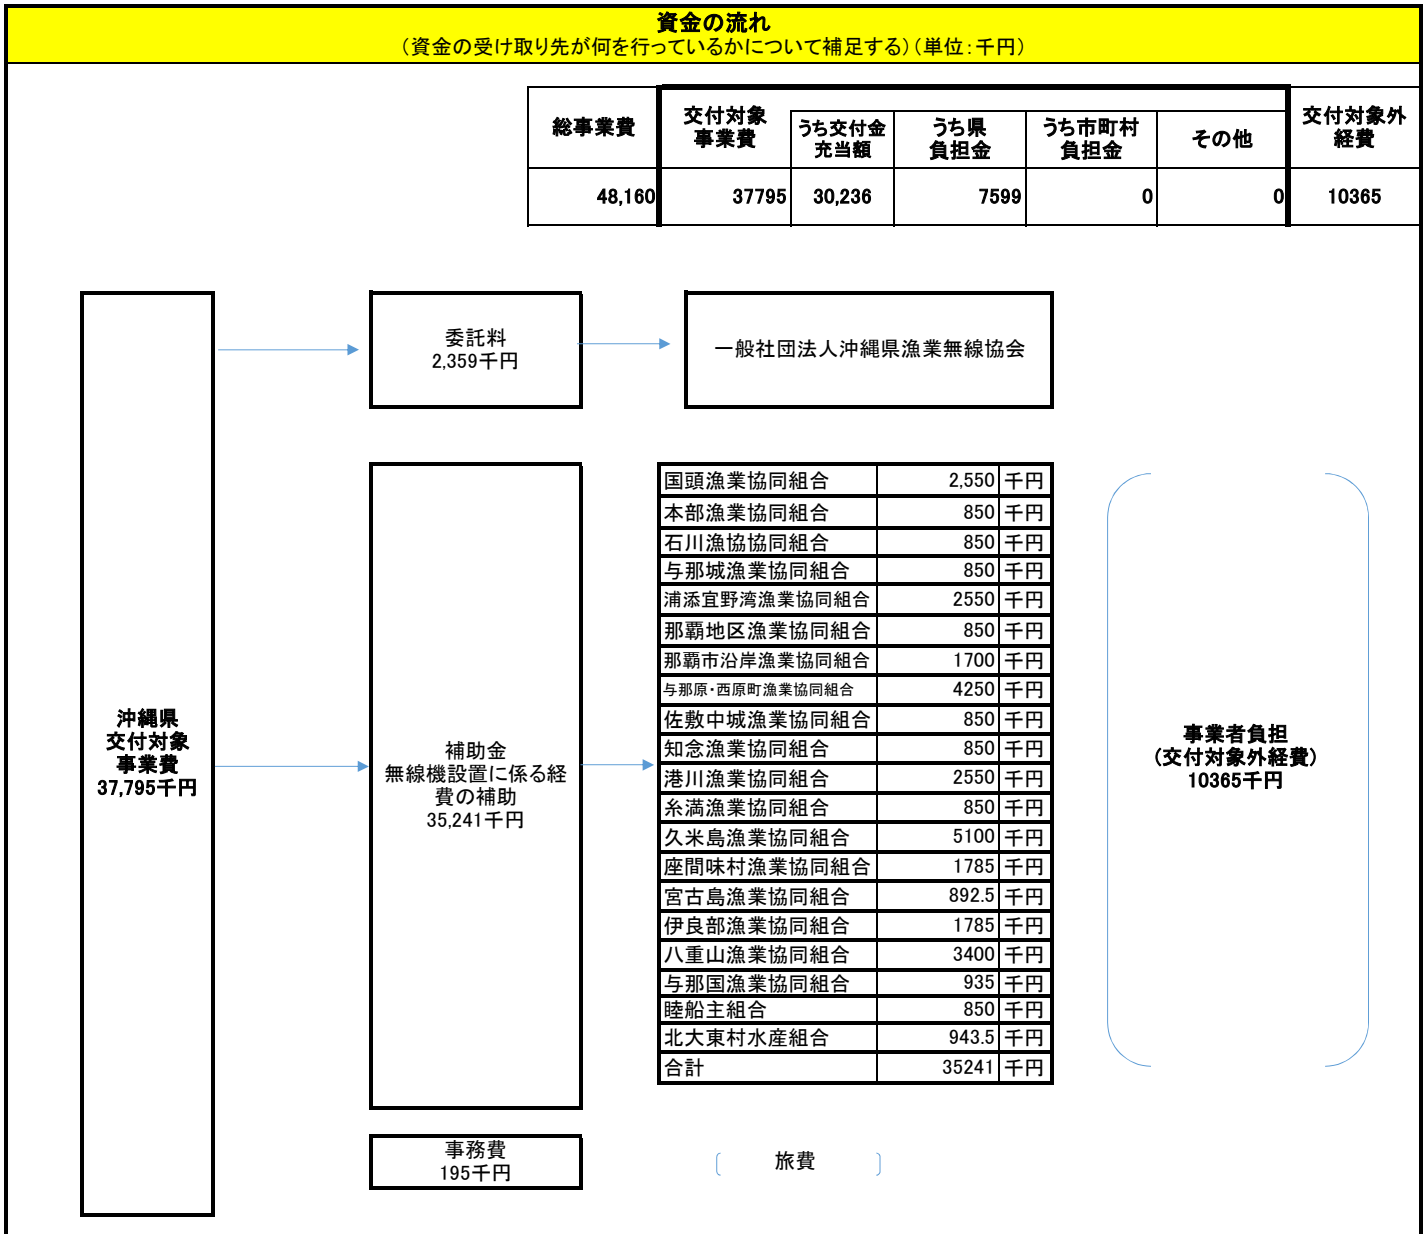 資金の流れ
（資金の受け取り先が何を行っているかについて補足する）（単位：千円）
総事業費
交付対象
事業費
うち交付金
充当額
うち県
負担金
うち市町村
負担金
その他
交付対象外
経費
48,160
37795
30,236
7599
0
0
10365
委託料
2,359千円
一般社団法人沖縄県漁業無線協会
沖縄県
交付対象
事業費
37,795千円
補助金
無線機設置に係る経
費の補助
35,241千円
国頭漁業協同組合 2,550 千円
本部漁業協同組合 850 千円
石川漁協協同組合 850 千円
与那城漁業協同組合 850 千円
浦添宜野湾漁業協同組合 2550 千円
那覇地区漁業協同組合 850 千円
那覇市沿岸漁業協同組合 1700 千円
与那原・西原町漁業協同組合 4250 千円
佐敷中城漁業協同組合 850 千円
知念漁業協同組合 850 千円
港川漁業協同組合 2550 千円
糸満漁業協同組合 850 千円
久米島漁業協同組合 5100 千円
座間味村漁業協同組合 1785 千円
宮古島漁業協同組合 892.5 千円
伊良部漁業協同組合 1785 千円
八重山漁業協同組合 3400 千円
与那国漁業協同組合 935 千円
睦船主組合 850 千円
北大東村水産組合 943.5 千円
合計 35241 千円
事業者負担
（交付対象外経費）
10365千円
事務費
195千円
旅費